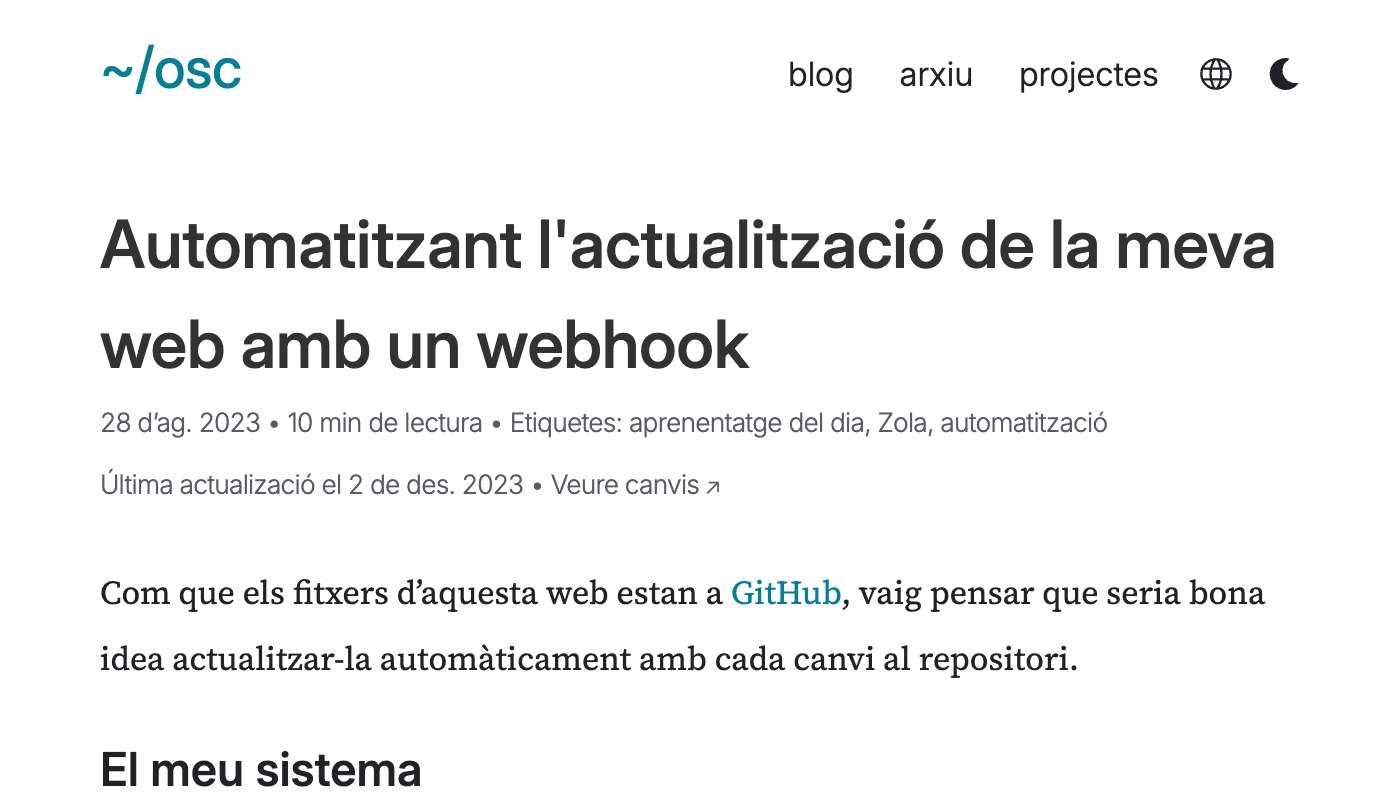 ~/osc
blog arxiu projectes
Automatitzant l'actualització de la meva
web amb un webhook
28 d’ag. 2023 • 10 min de lectura • Etiquetes: aprenentatge del dia, Zola, automatització
Última actualització el 2 de des. 2023 • Veure canvis ↗
Com que els fitxers d’aquesta web estan a GitHub, vaig pensar que seria bona
idea actualitzar-la automàticament amb cada canvi al repositori.
El meu sistema